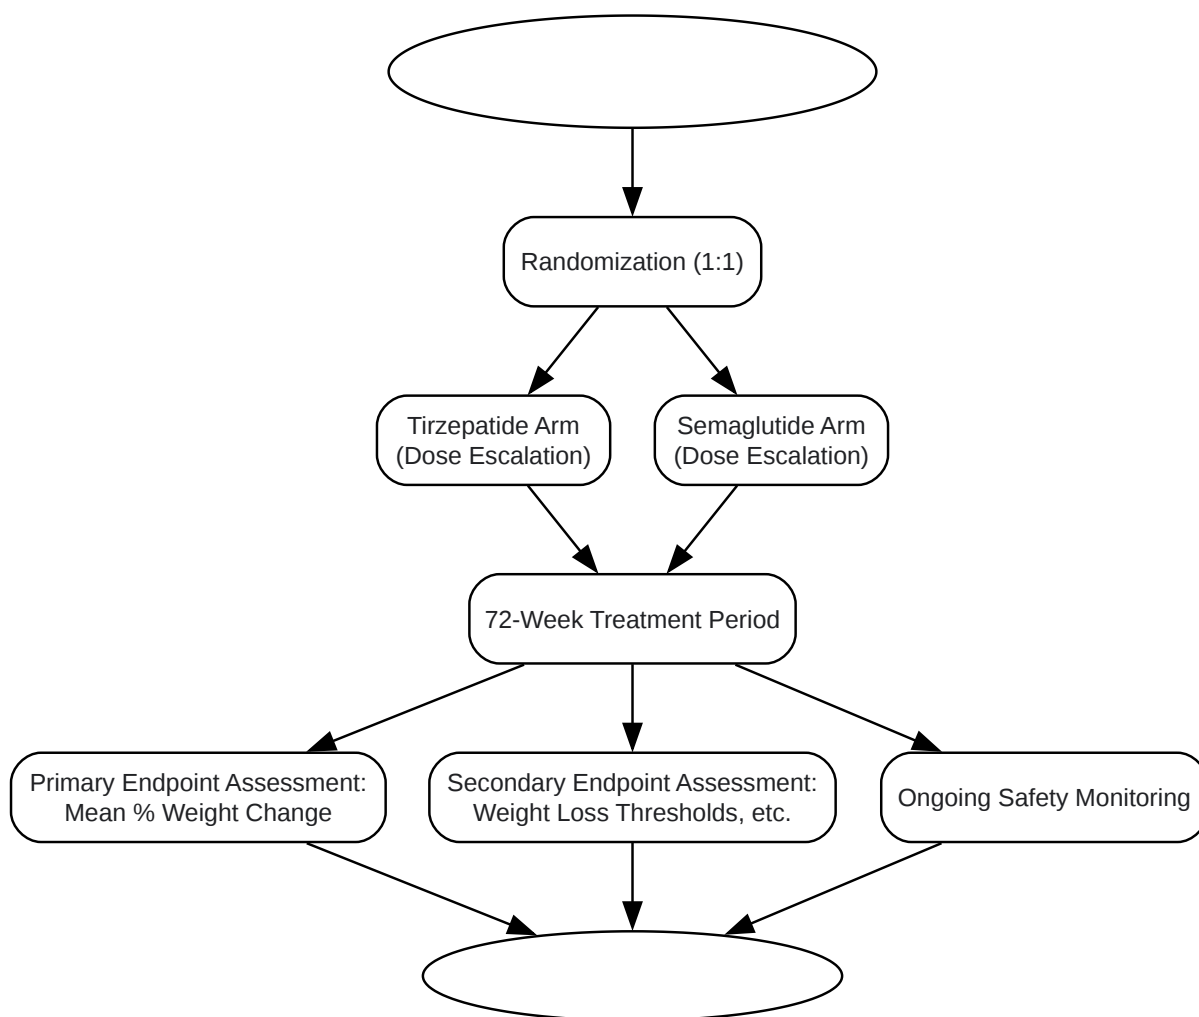 Randomization (1:1)
Tirzepatide Arm
(Dose Escalation)
Semaglutide Arm
(Dose Escalation)
72-Week Treatment Period
Primary Endpoint Assessment:
Mean % Weight Change
Secondary Endpoint Assessment:
Weight Loss Thresholds, etc.
Ongoing Safety Monitoring